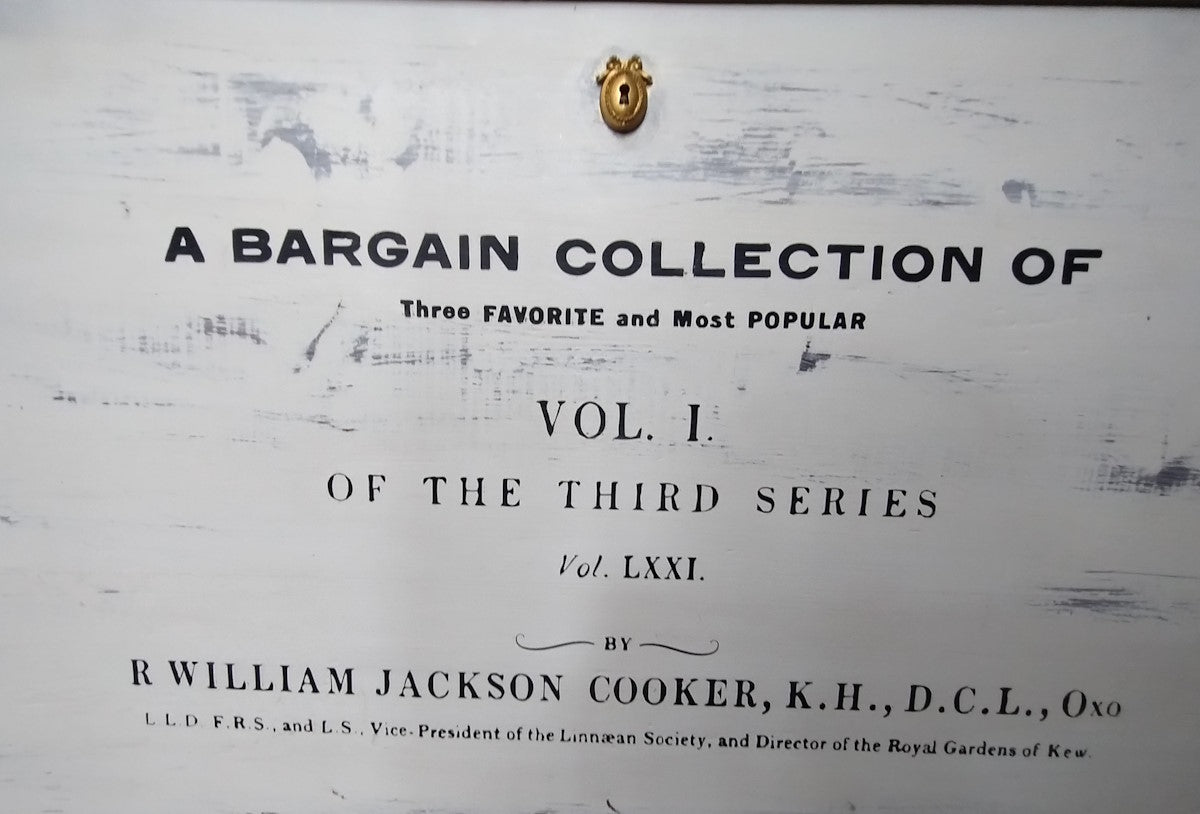 A BARGAIN COLLECTION OF
Three FAVORITE and Most POPULAR
VOL. I.
OF THE THIRD SERIES
Vol. LXXI.
BY
R WILLIAM JACKSON COOKER, K.H., D.C.L., Oxo
L L.D. F.R.S., and L.S., Vice-President of the Linnæan Society, and Director of the Royal Gardens of Kew.